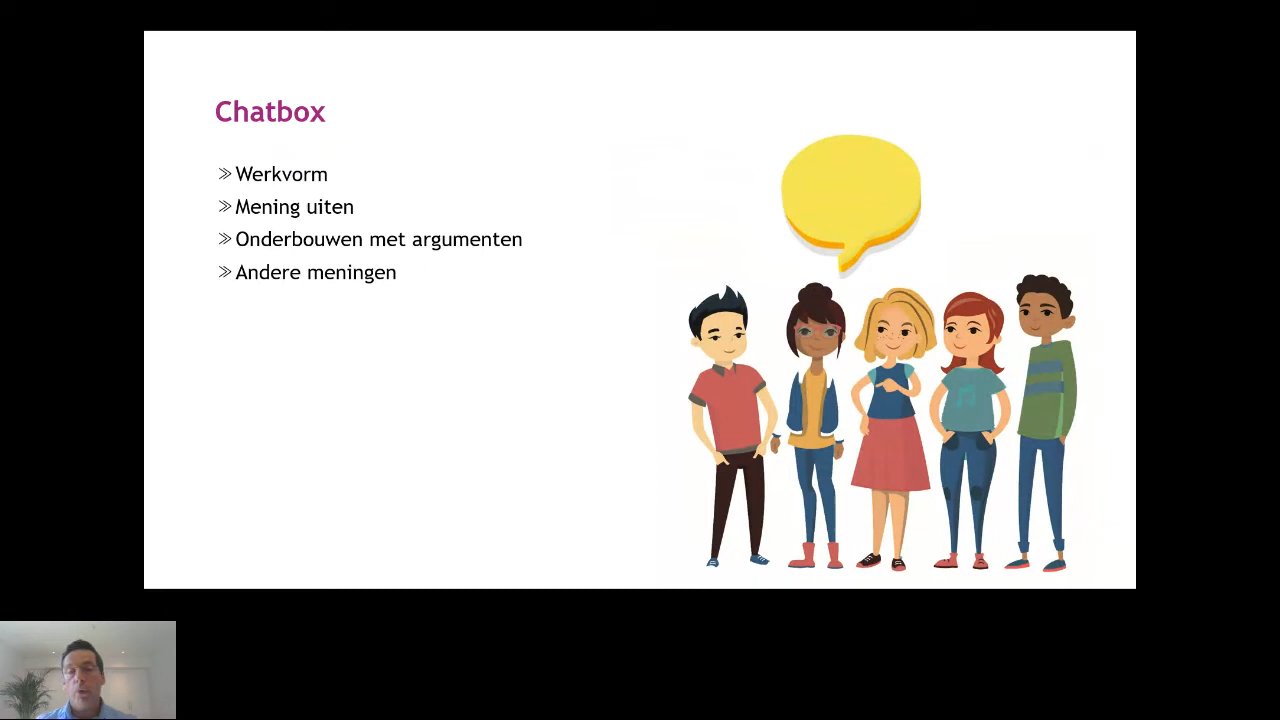 Chatbox
Werkvorm
Mening uiten
Onderbouwen met argumenten
Andere meningen